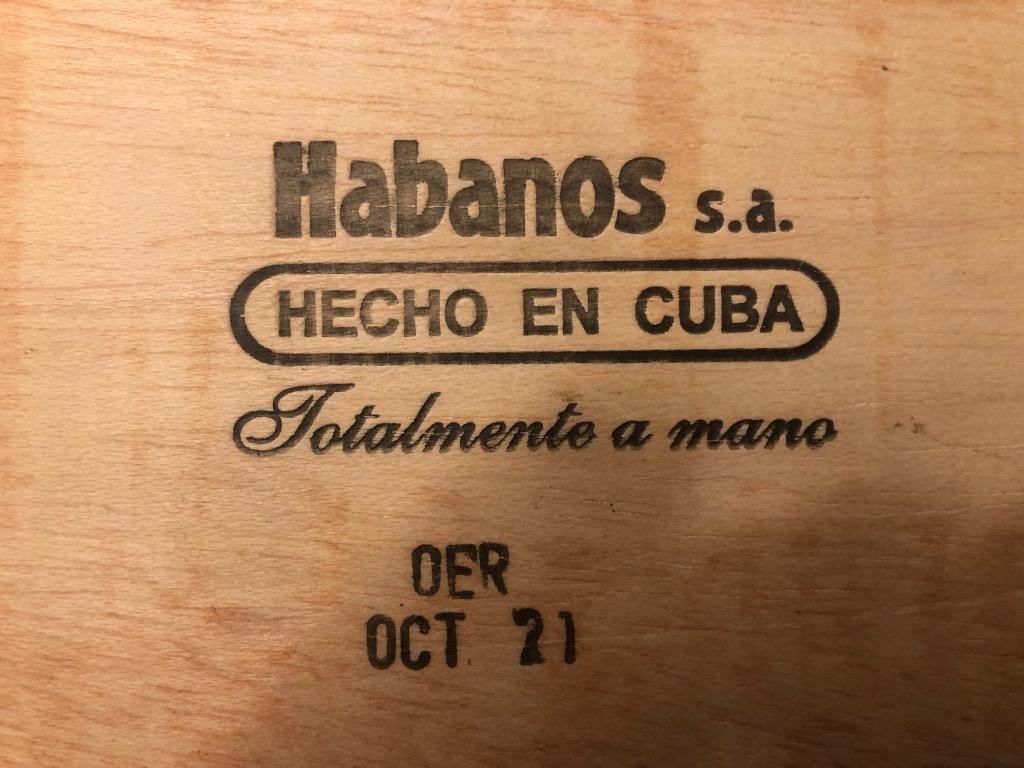 Habanos s.a.
HECHO EN CUBA
Totalmente a mano
OER
OCT 21